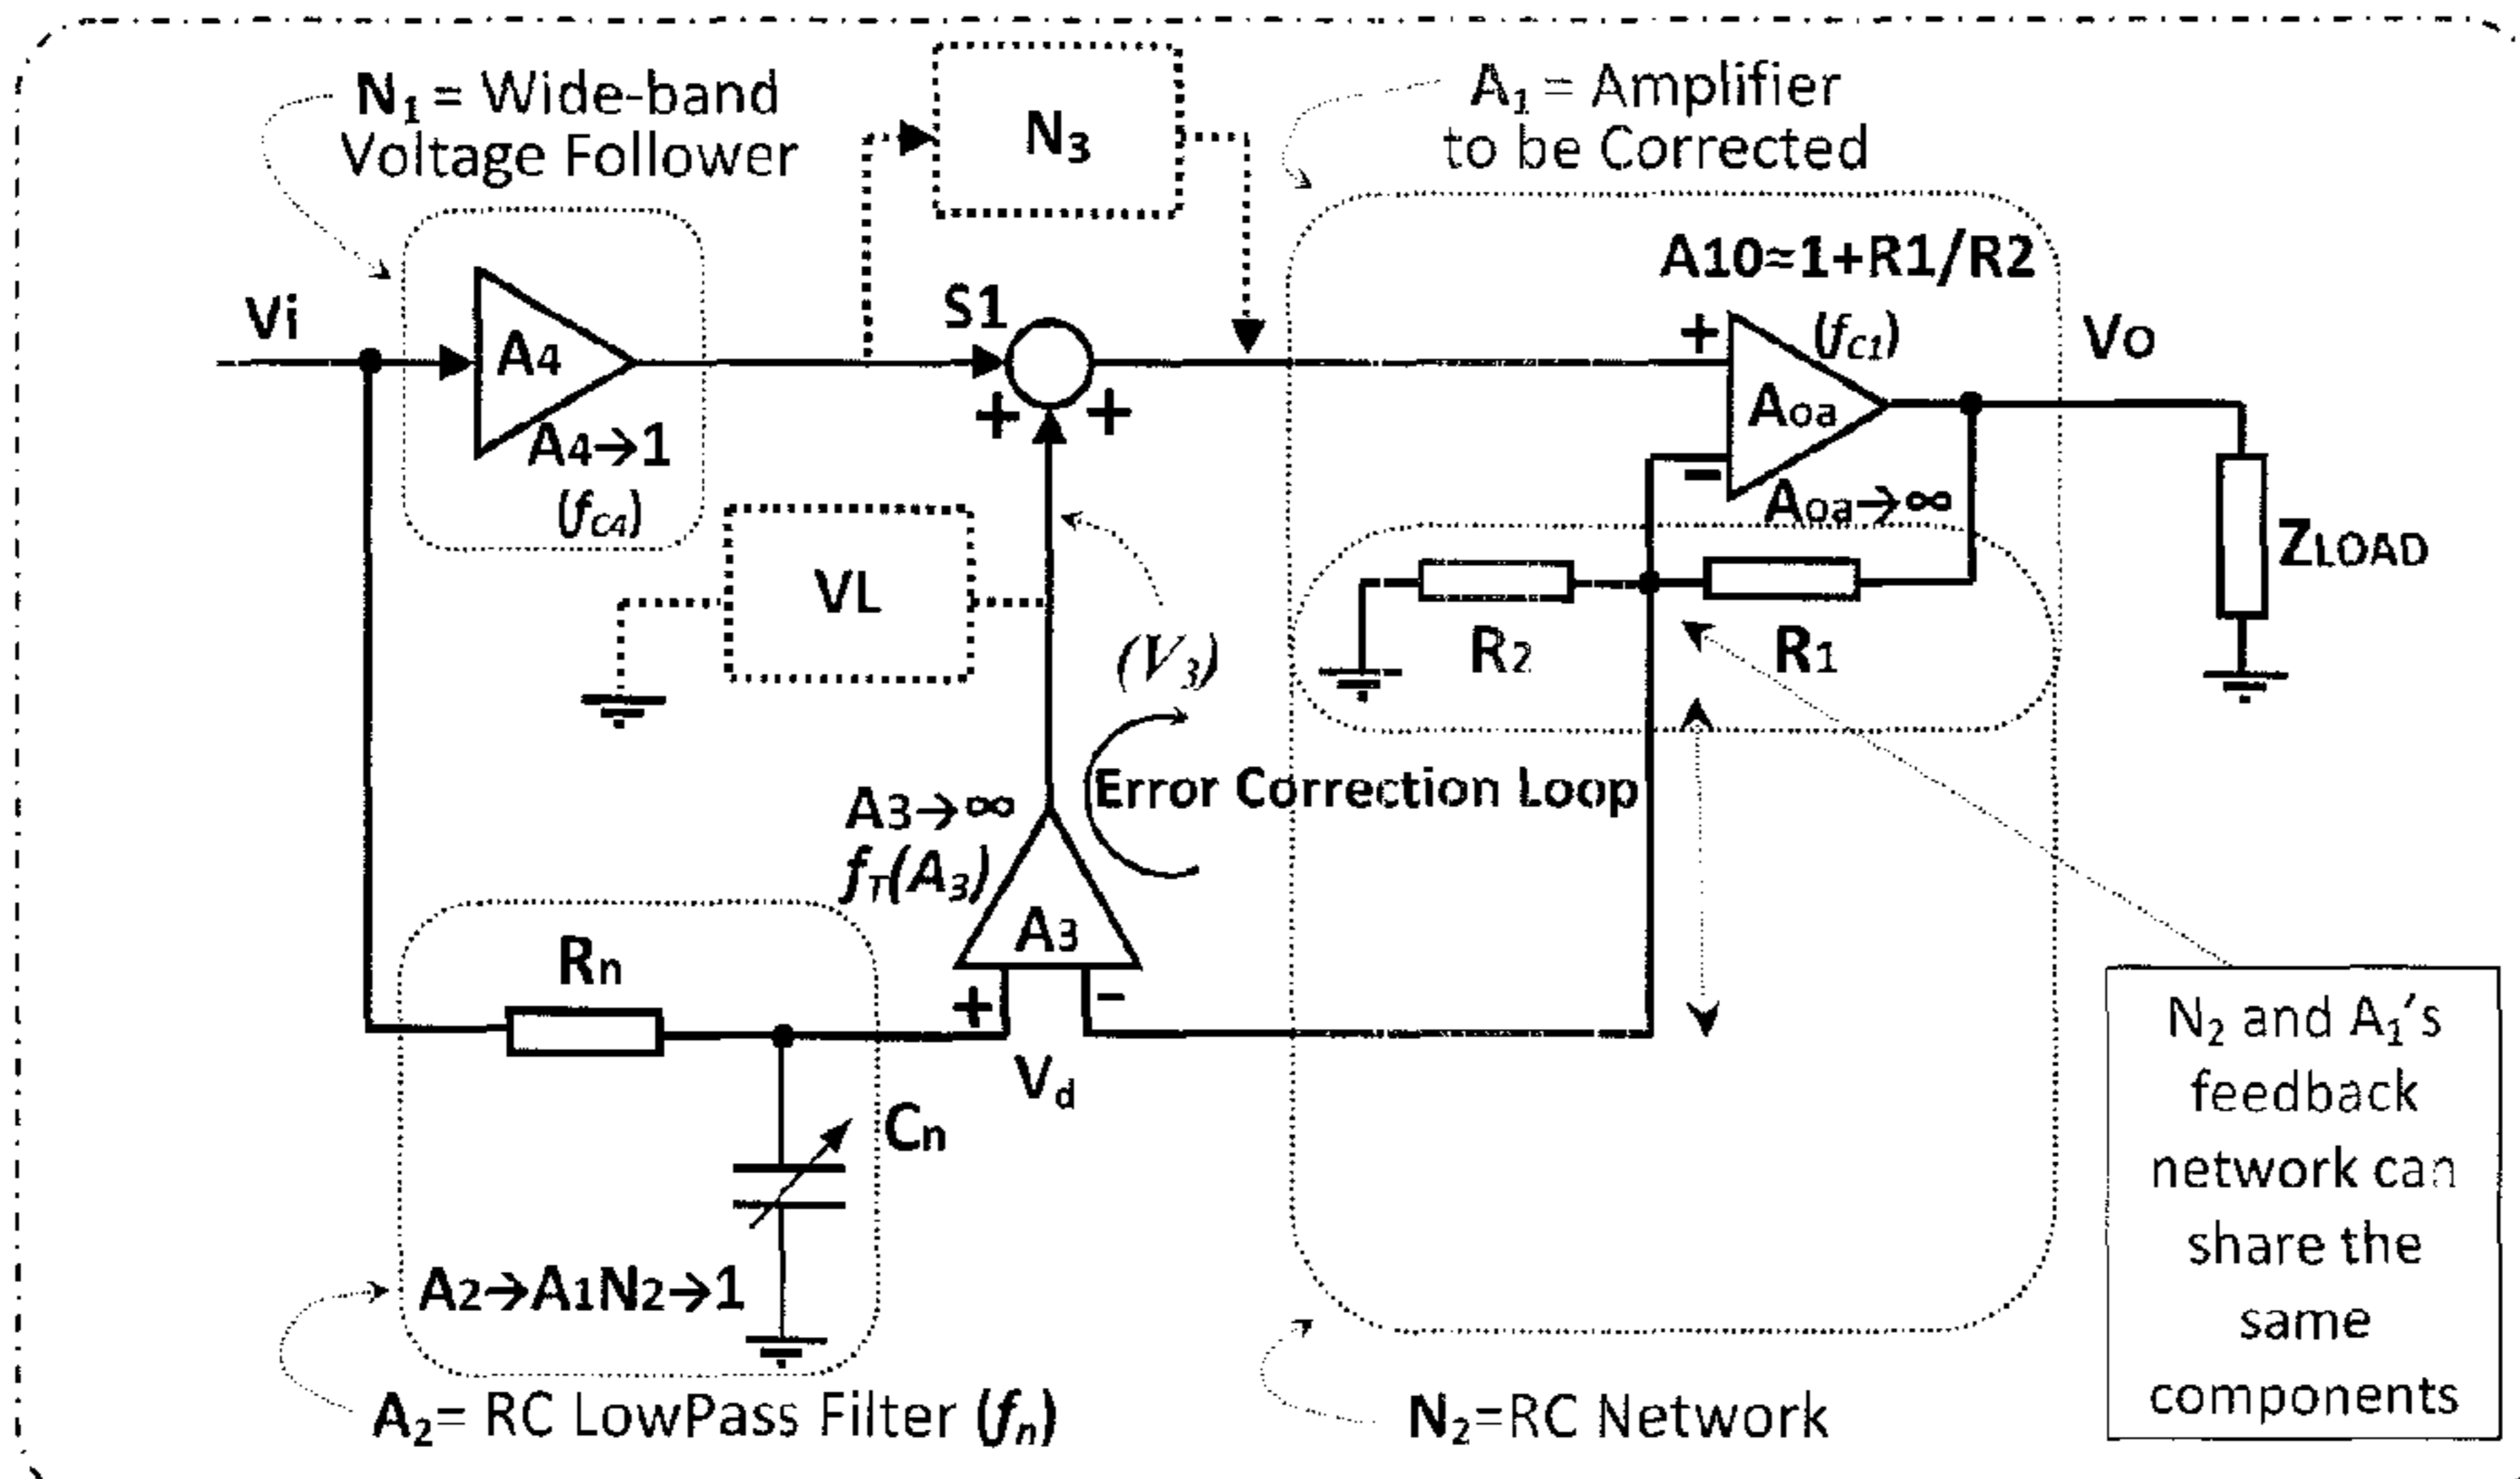 N₁ = Wide-band
Voltage Follower
N₃
A₁ = Amplifier
to be Corrected
A10≈1+R1/R2
Vi
A4
A4→1
(fC4)
S1
+
+
+
−
(fC1)
Aoa
Aoa→∞
Vo
ZLOAD
VL
(V₃)
R2
R1
Error Correction Loop
A3→∞
fT(A₃)
A3
+
−
Vd
Rn
Cn
A2→A1N2→1
A₂= RC LowPass Filter (fn)
N₂=RC Network
N₂ and A₁'s
feedback
network can
share the
same
components